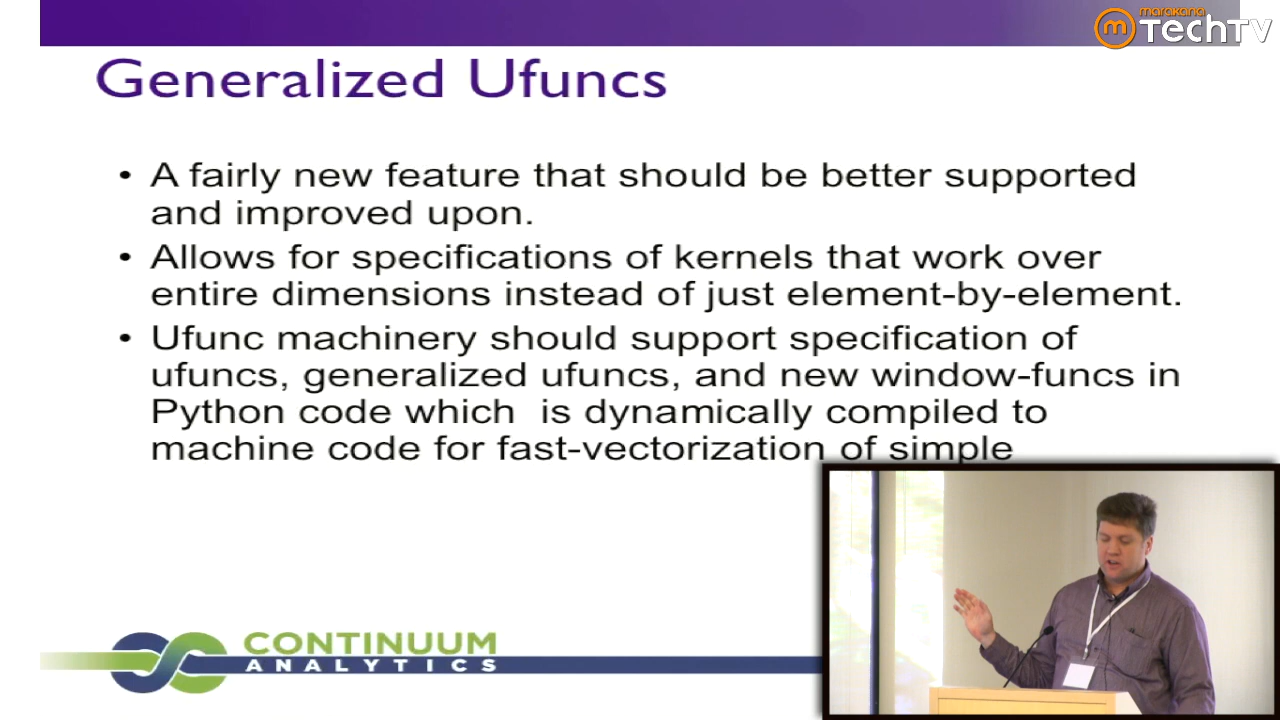 marakana
m TechTV
Generalized Ufuncs
• A fairly new feature that should be better supported
and improved upon.
• Allows for specifications of kernels that work over
entire dimensions instead of just element-by-element.
• Ufunc machinery should support specification of
ufuncs, generalized ufuncs, and new window-funcs in
Python code which is dynamically compiled to
machine code for fast-vectorization of simple
CONTINUUM
ANALYTICS